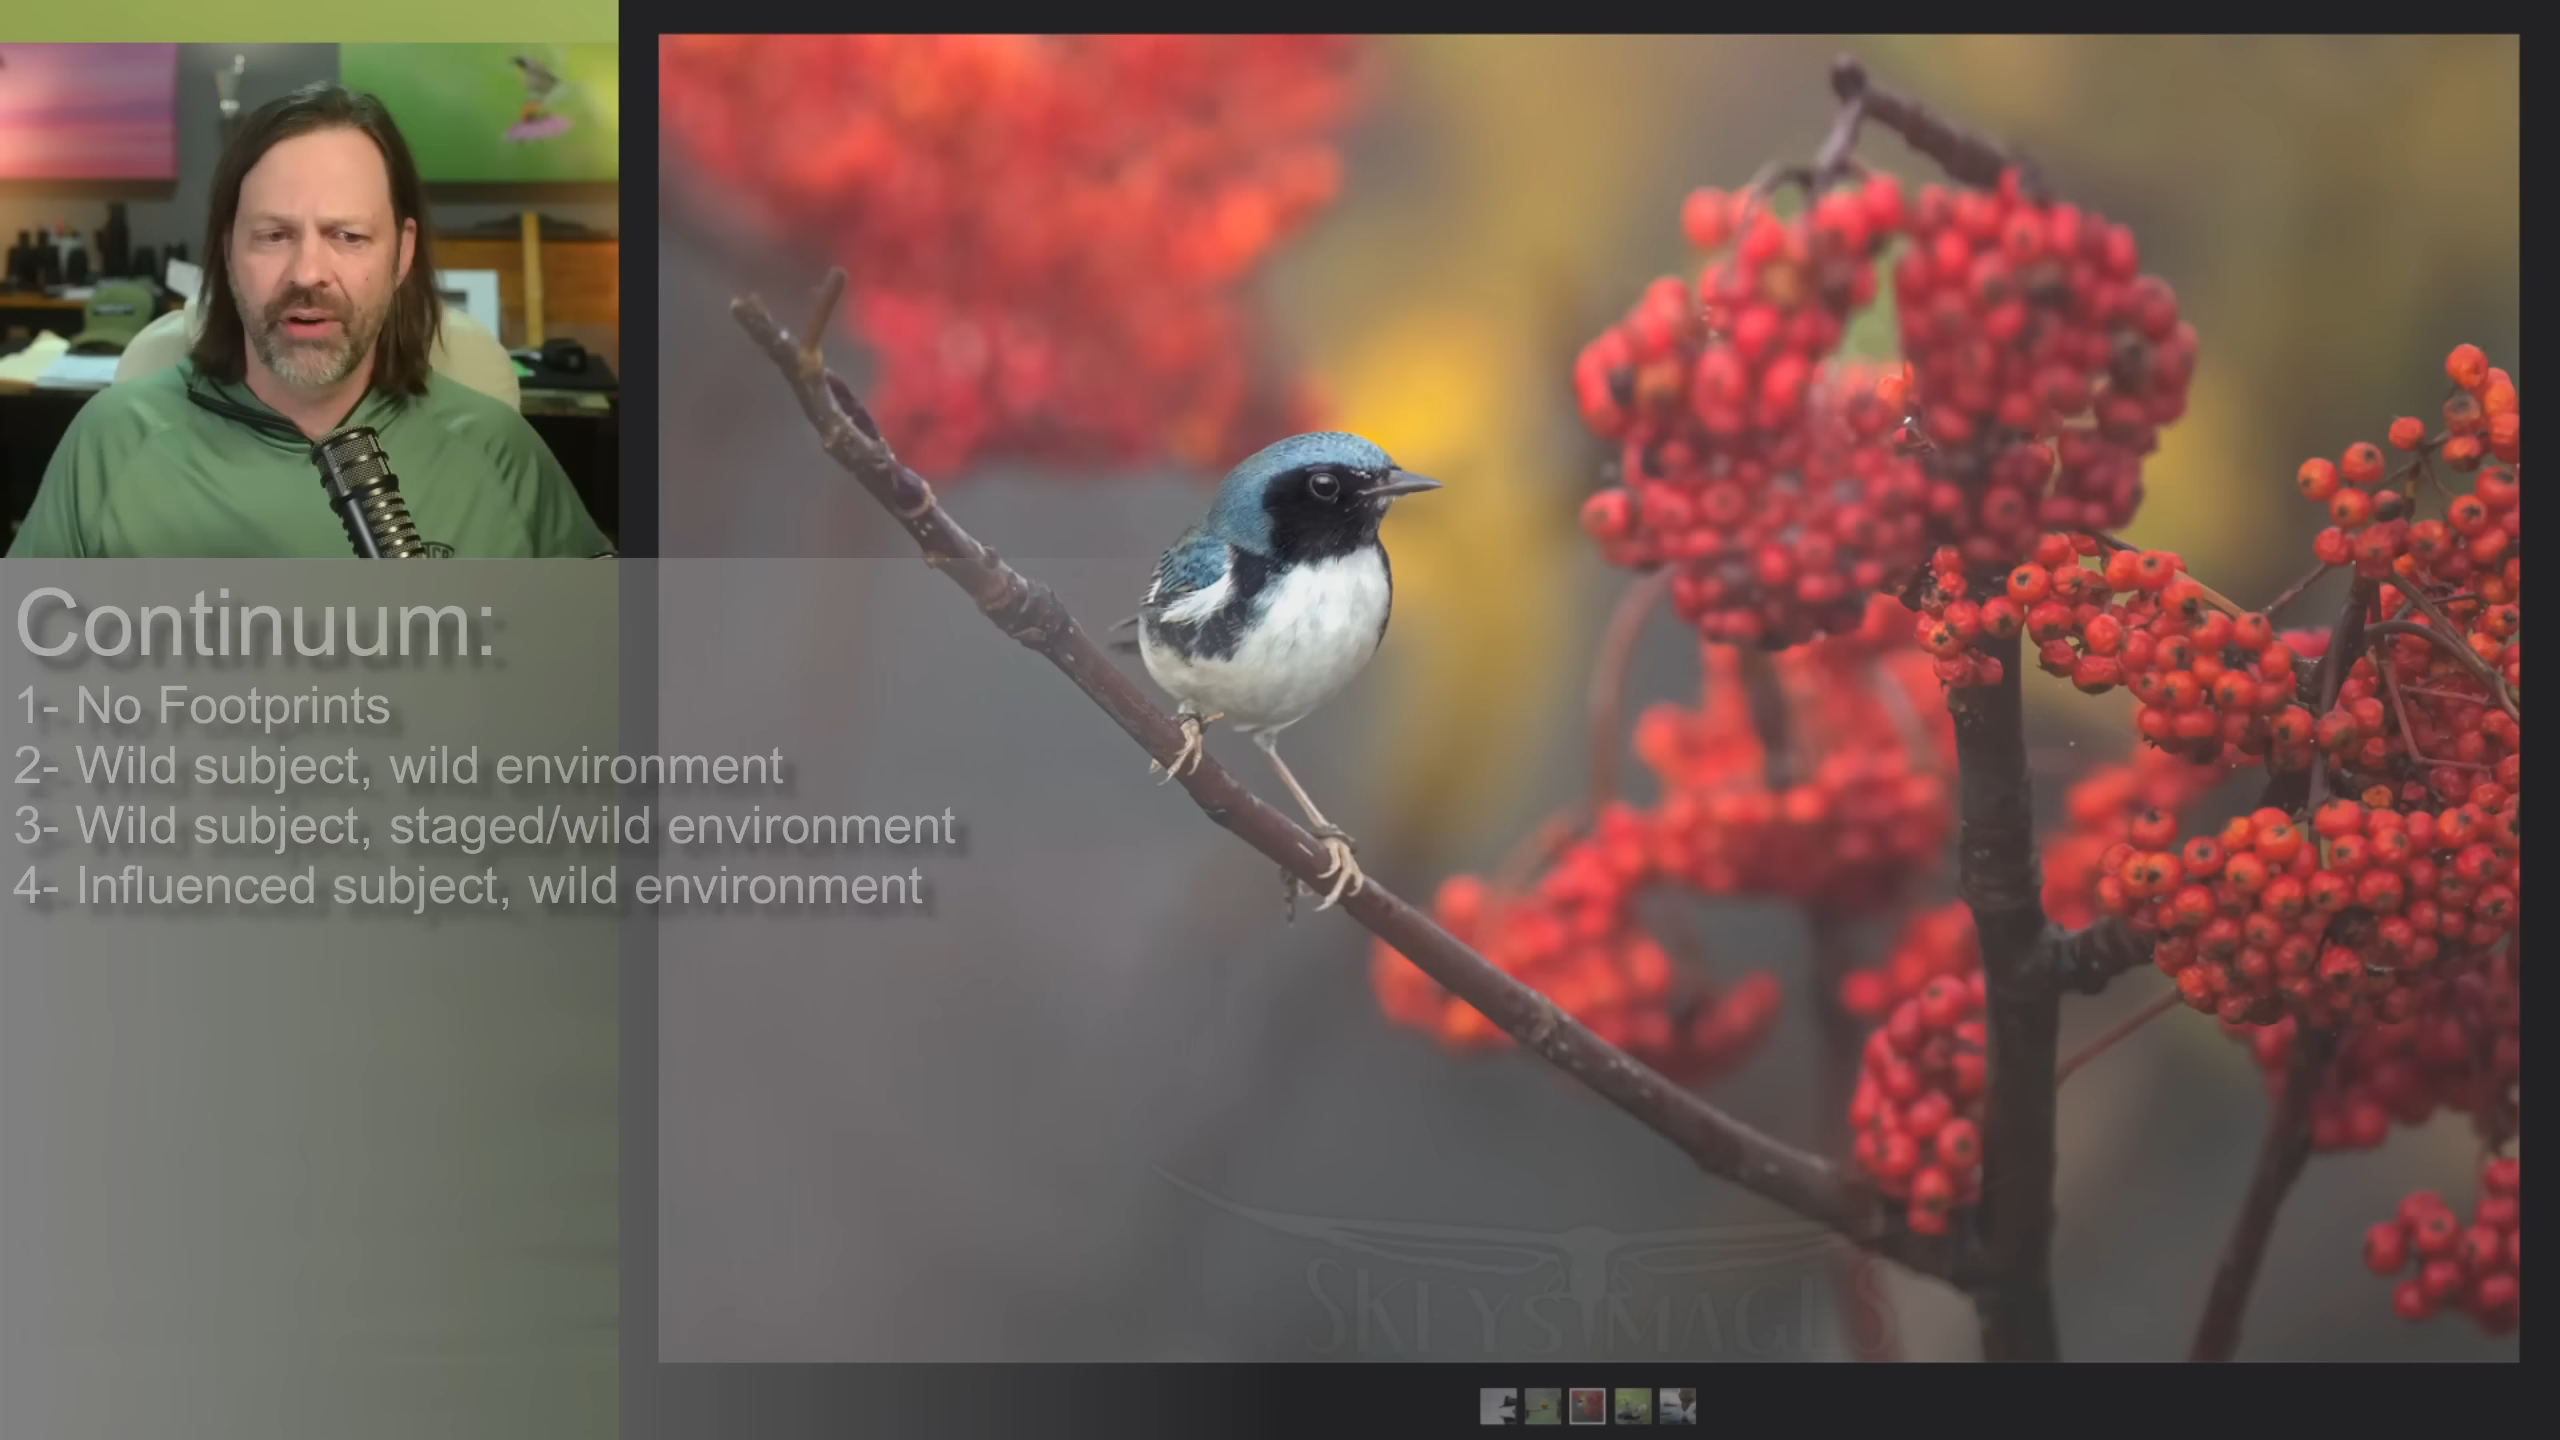 Continuum:
1- No Footprints
2- Wild subject, wild environment
3- Wild subject, staged/wild environment
4- Influenced subject, wild environment